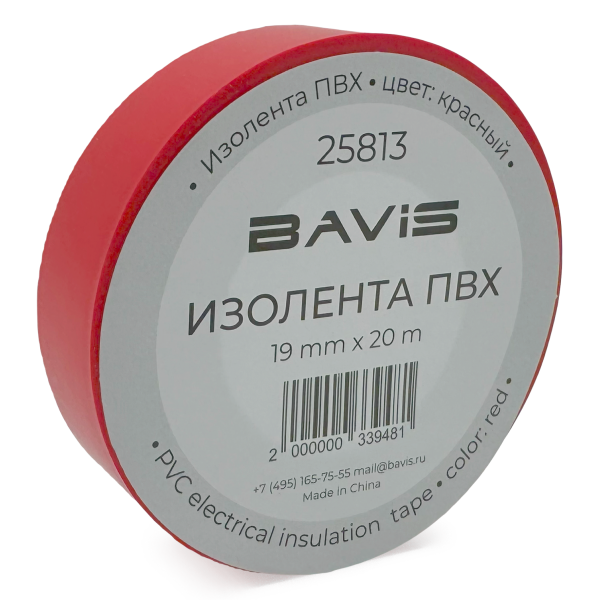 • Изолента ПВХ • цвет: красный •
25813
BAViS
ИЗОЛЕНТА ПВХ
19 mm x 20 m
2 000000 339481
+7 (495) 165-75-55 mail@bavis.ru
Made in China
• PVC electrical insulation tape • color: red •